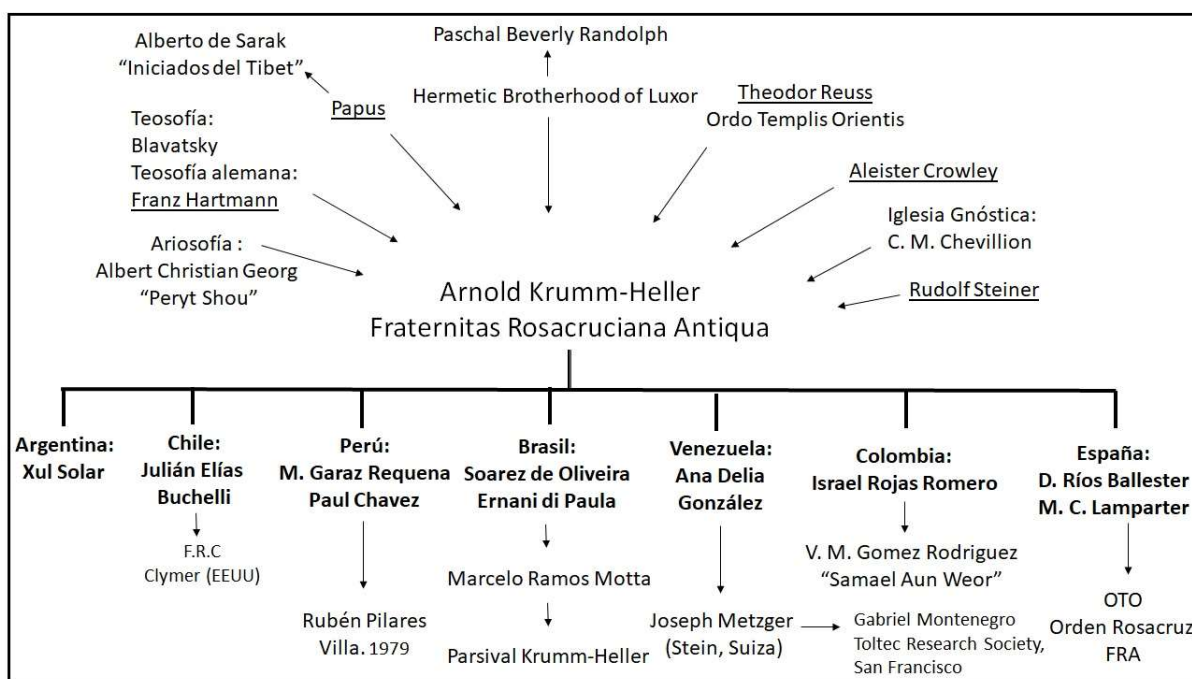 Alberto de Sarak
“Iniciados del Tibet”
Paschal Beverly Randolph
Hermetic Brotherhood of Luxor
Papus
Theodor Reuss
Ordo Templis Orientis
Teosofía:
Blavatsky
Teosofía alemana:
Franz Hartmann
Aleister Crowley
Iglesia Gnóstica:
C. M. Chevillion
Ariosofía :
Albert Christian Georg
“Peryt Shou”
Rudolf Steiner
Arnold Krumm-Heller
Fraternitas Rosacruciana Antiqua
Argentina:
Xul Solar
Chile:
Julián Elías
Buchelli
F.R.C
Clymer (EEUU)
Perú:
M. Garaz Requena
Paul Chavez
Rubén Pilares
Villa. 1979
Brasil:
Soarez de Oliveira
Ernani di Paula
Marcelo Ramos Motta
Parsival Krumm-Heller
Venezuela:
Ana Delia
González
Joseph Metzger
(Stein, Suiza)
Colombia:
Israel Rojas Romero
V. M. Gomez Rodriguez
“Samael Aun Weor”
Gabriel Montenegro
Toltec Research Society,
San Francisco
España:
D. Ríos Ballester
M. C. Lamparter
OTO
Orden Rosacruz
FRA